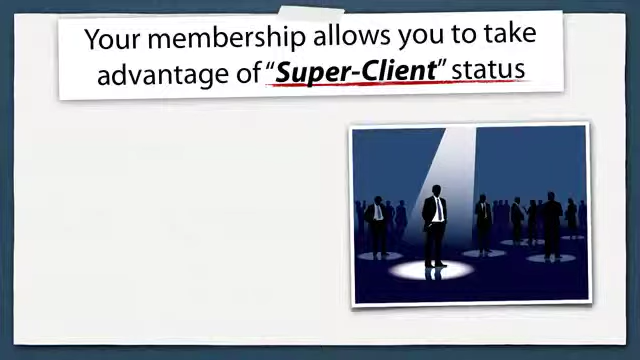 Your membership allows you to take
advantage of “Super-Client” status